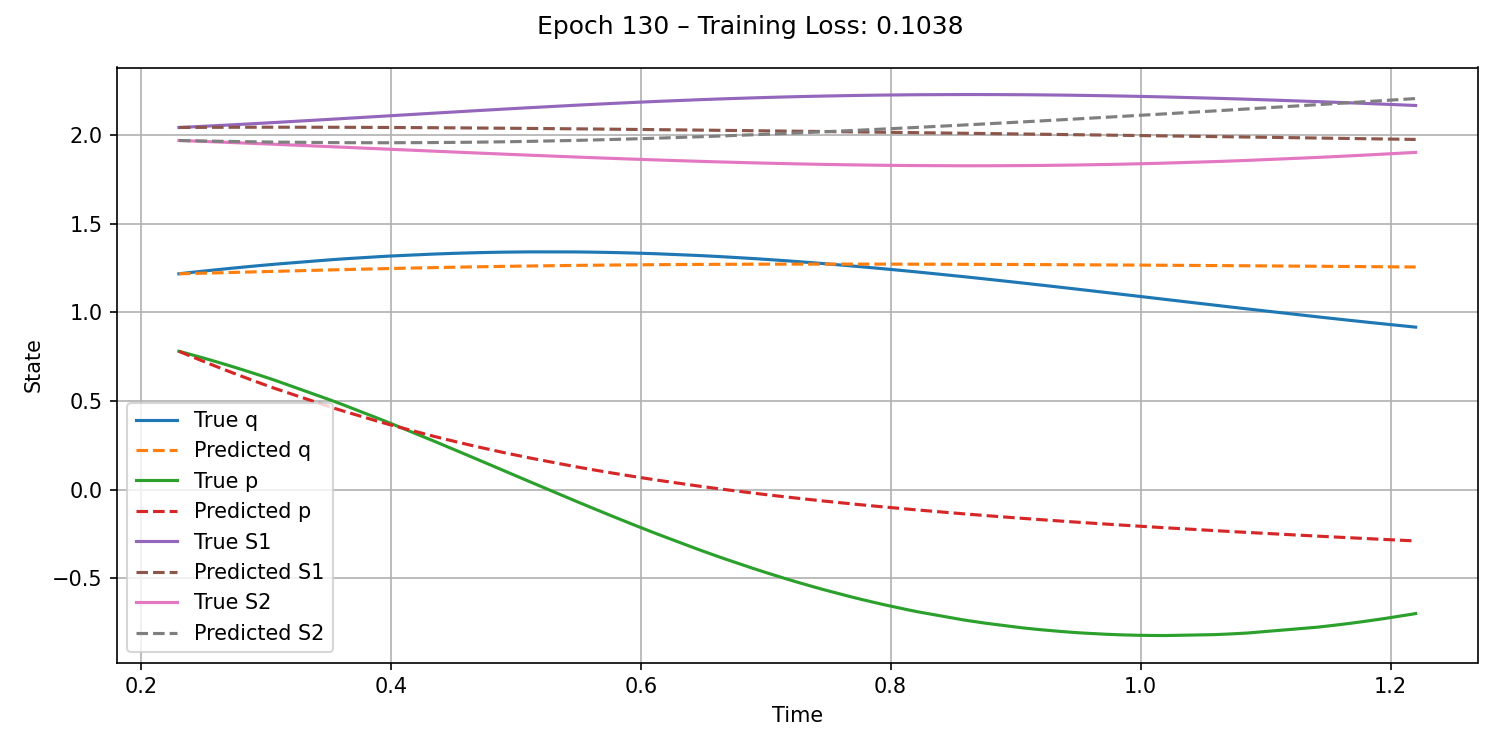 Epoch 130 – Training Loss: 0.1038
2.0
1.5
1.0
0.5
0.0
−0.5
State
True q
Predicted q
True p
Predicted p
True S1
Predicted S1
True S2
Predicted S2
0.2
0.4
0.6
0.8
1.0
1.2
Time